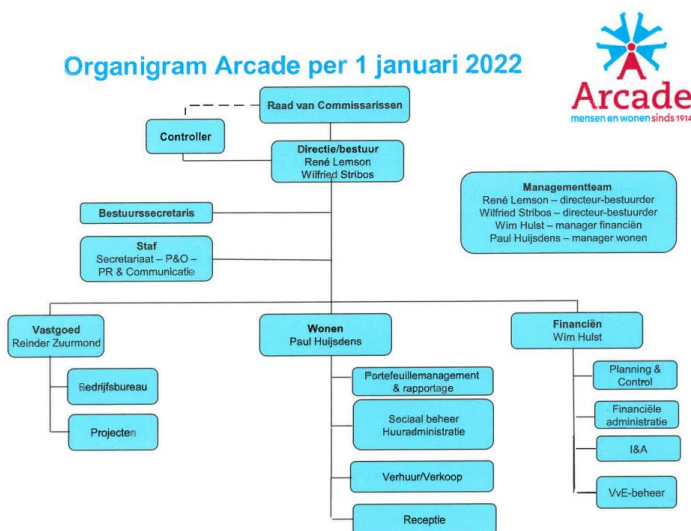 Organigram Arcade per 1 januari 2022
Arcade
mensen en wonen sinds 1914
Raad van Commissarissen
Controller
Directie/bestuur
René Lemson
Wilfried Stribos
Bestuurssecretaris
Staf
Secretariaat – P&O –
PR & Communicatie
Managementteam
René Lemson – directeur-bestuurder
Wilfried Stribos – directeur-bestuurder
Wim Hulst – manager financiën
Paul Huijsdens – manager wonen
Vastgoed
Reinder Zuurmond
Bedrijfsbureau
Projecten
Wonen
Paul Huijsdens
Portefeuillemanagement
& rapportage
Sociaal beheer
Huuradministratie
Verhuur/Verkoop
Receptie
Financiën
Wim Hulst
Planning &
Control
Financiële
administratie
I&A
VvE-beheer